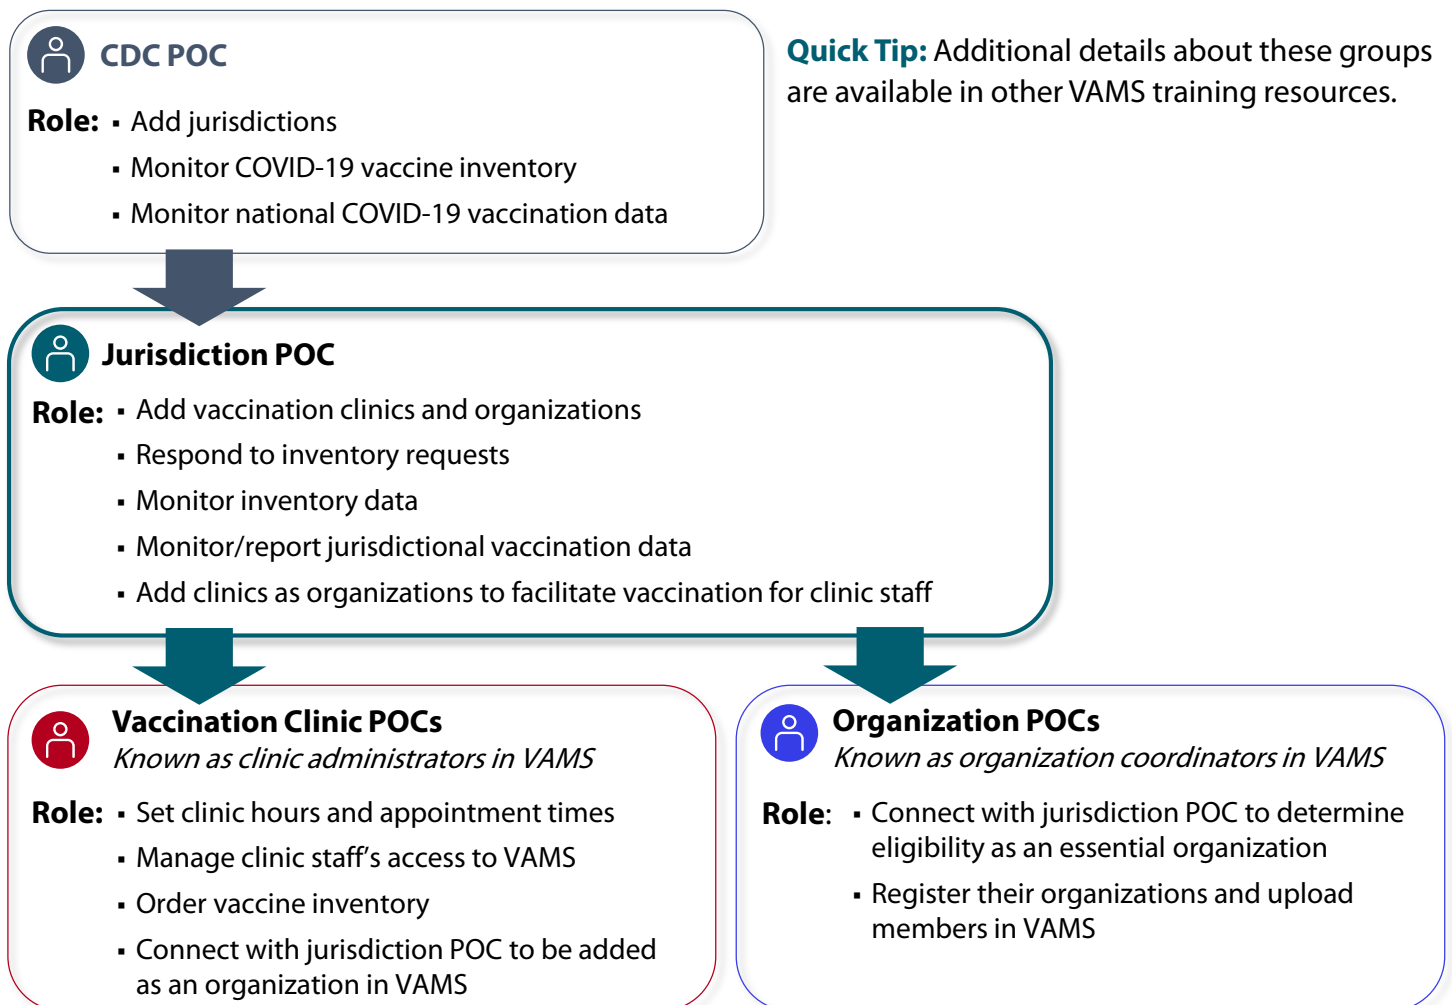 CDC POC
Role: ▪ Add jurisdictions
▪ Monitor COVID-19 vaccine inventory
▪ Monitor national COVID-19 vaccination data
Quick Tip: Additional details about these groups
are available in other VAMS training resources.
Jurisdiction POC
Role: ▪ Add vaccination clinics and organizations
▪ Respond to inventory requests
▪ Monitor inventory data
▪ Monitor/report jurisdictional vaccination data
▪ Add clinics as organizations to facilitate vaccination for clinic staff
Vaccination Clinic POCs
Known as clinic administrators in VAMS
Role: ▪ Set clinic hours and appointment times
▪ Manage clinic staff's access to VAMS
▪ Order vaccine inventory
▪ Connect with jurisdiction POC to be added
as an organization in VAMS
Organization POCs
Known as organization coordinators in VAMS
Role: ▪ Connect with jurisdiction POC to determine
eligibility as an essential organization
▪ Register their organizations and upload
members in VAMS